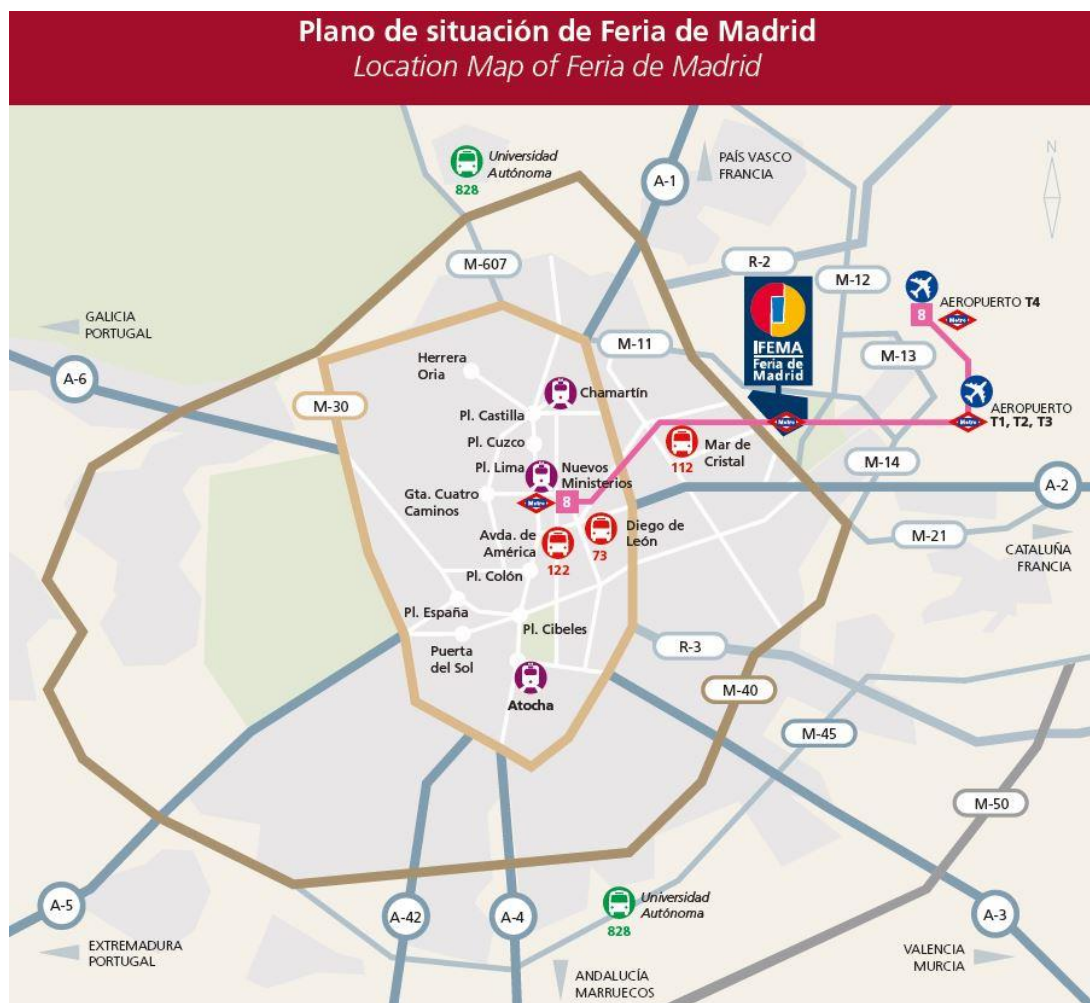 Plano de situación de Feria de Madrid
Location Map of Feria de Madrid
Universidad
Autónoma
828
A-1
PAÍS VASCO
FRANCIA
N
M-607
R-2
M-12
AEROPUERTO T4
8
Metro
GALICIA
PORTUGAL
IFEMA
Feria de
Madrid
M-11
M-13
Herrera
Oria
A-6
Chamartín
AEROPUERTO
T1, T2, T3
Metro
M-30
Pl. Castilla
Metro
Mar de
Cristal
112
Pl. Cuzco
M-14
Pl. Lima
Nuevos
Ministerios
A-2
Gta. Cuatro
Caminos
Metro
8
Diego de
León
73
M-21
Avda. de
América
122
CATALUÑA
FRANCIA
Pl. Colón
Pl. España
Pl. Cibeles
Puerta
del Sol
R-3
M-40
Atocha
M-45
M-50
A-5
A-42
A-4
Universidad
Autónoma
828
A-3
EXTREMADURA
PORTUGAL
VALENCIA
MURCIA
ANDALUCÍA
MARRUECOS